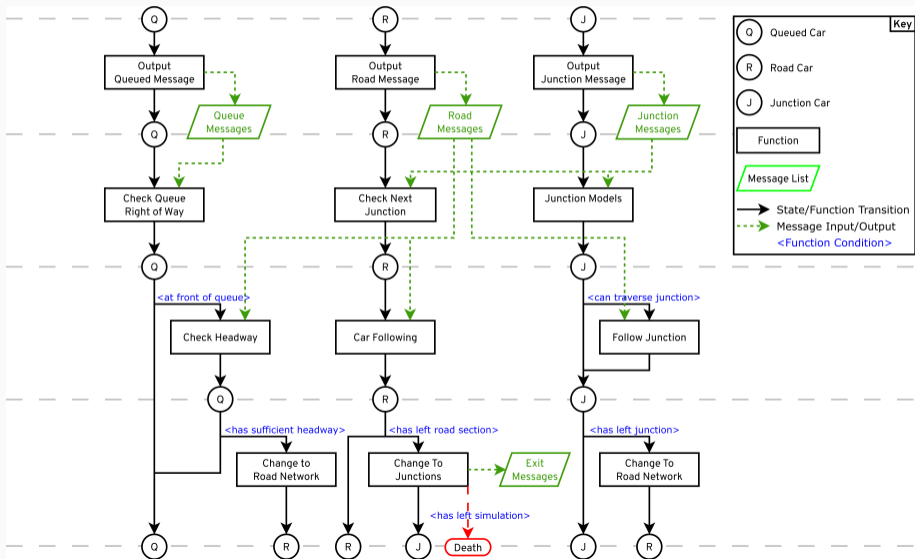 Q
R
J
Key
Q
Queued Car
Output
Queued Message
Output
Road Message
Output
Junction Message
R
Road Car
J
Junction Car
Queue
Messages
Road
Messages
Junction
Messages
Q
R
J
Function
Message List
Check Queue
Right of Way
Check Next
Junction
Junction Models
State/Function Transition
Message Input/Output
<Function Condition>
Q
R
J
<at front of queue>
<can traverse junction>
Check Headway
Car Following
Follow Junction
Q
R
J
<has sufficient headway>
<has left road section>
<has left junction>
Change to
Road Network
Change To
Junctions
Exit
Messages
Change To
Road Network
<has left simulation>
Q
R
R
J
Death
J
R